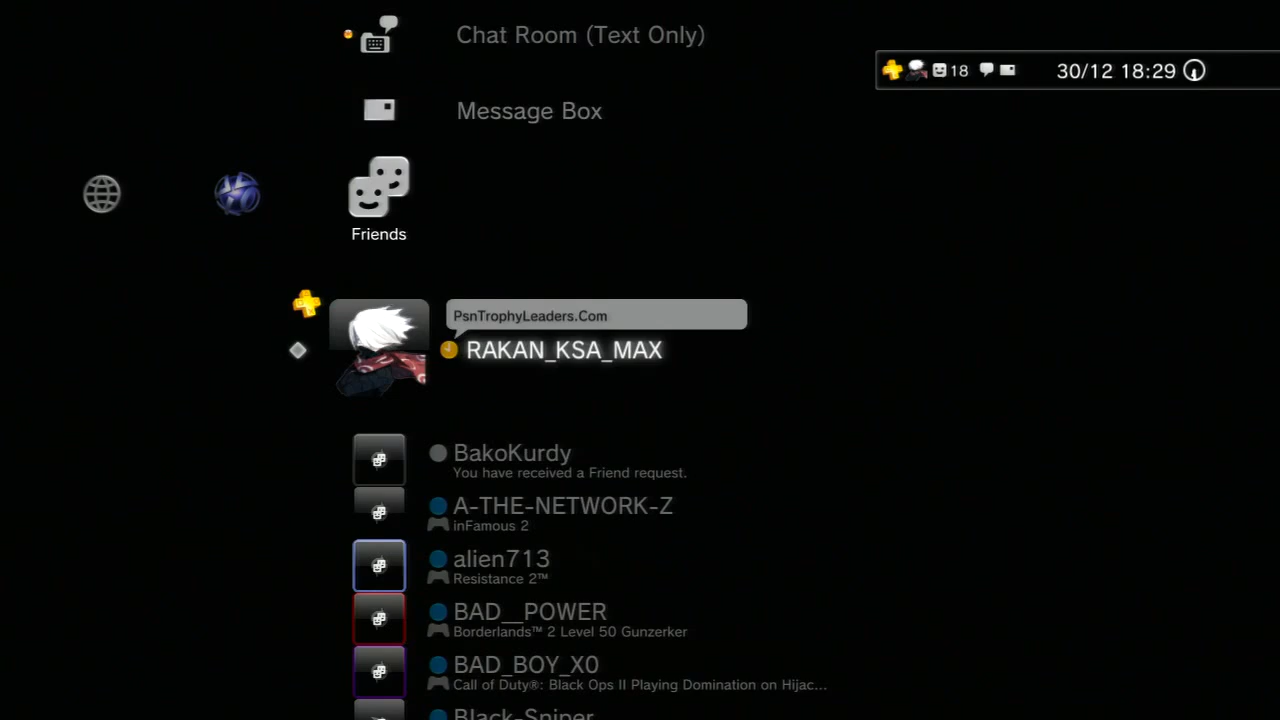 Chat Room (Text Only)
18
30/12 18:29
Message Box
Friends
PsnTrophyLeaders.Com
RAKAN_KSA_MAX
BakoKurdy
You have received a Friend request.
A-THE-NETWORK-Z
inFamous 2
alien713
Resistance 2™
BAD__POWER
Borderlands™ 2 Level 50 Gunzerker
BAD_BOY_X0
Call of Duty®: Black Ops II Playing Domination on Hijac...
Black-Sniper